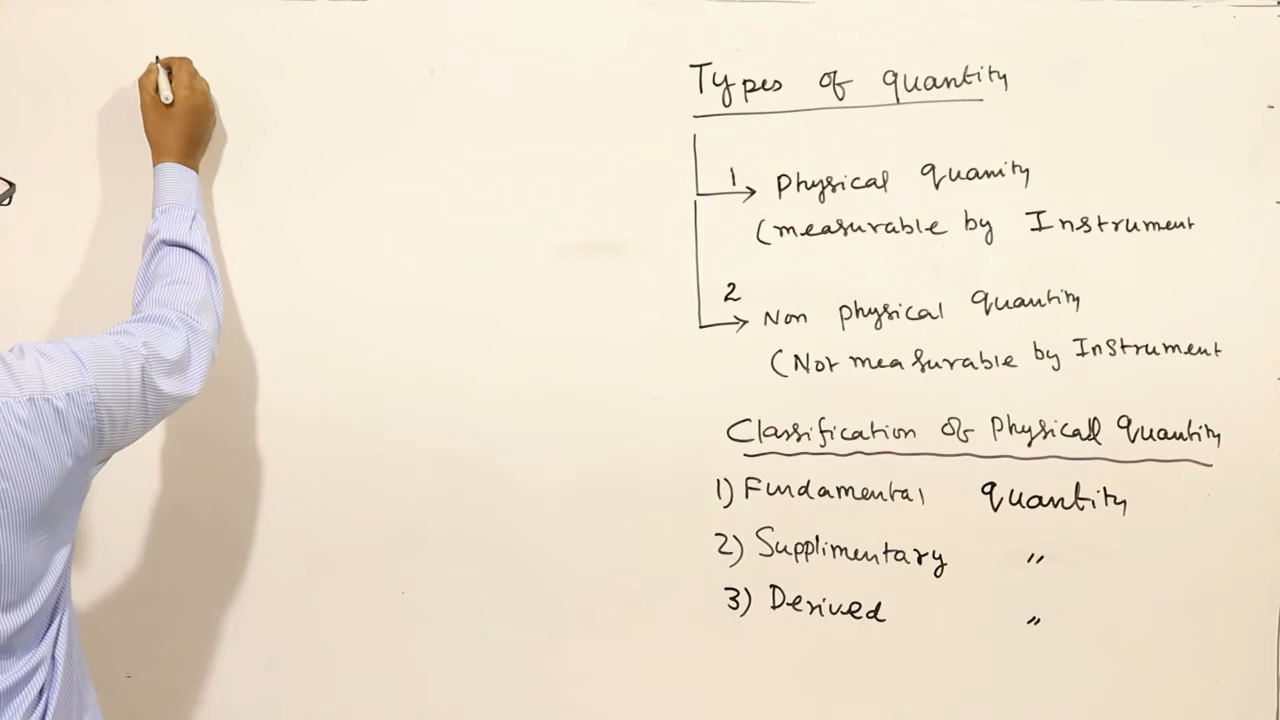 Types of quantity
1 Physical quanity
(measurable by Instrument
2 Non physical quantity
(Not measurable by Instrument
Classification of Physical Quantity
1) Fundamental quantity
2) Supplimentary "
3) Derived "